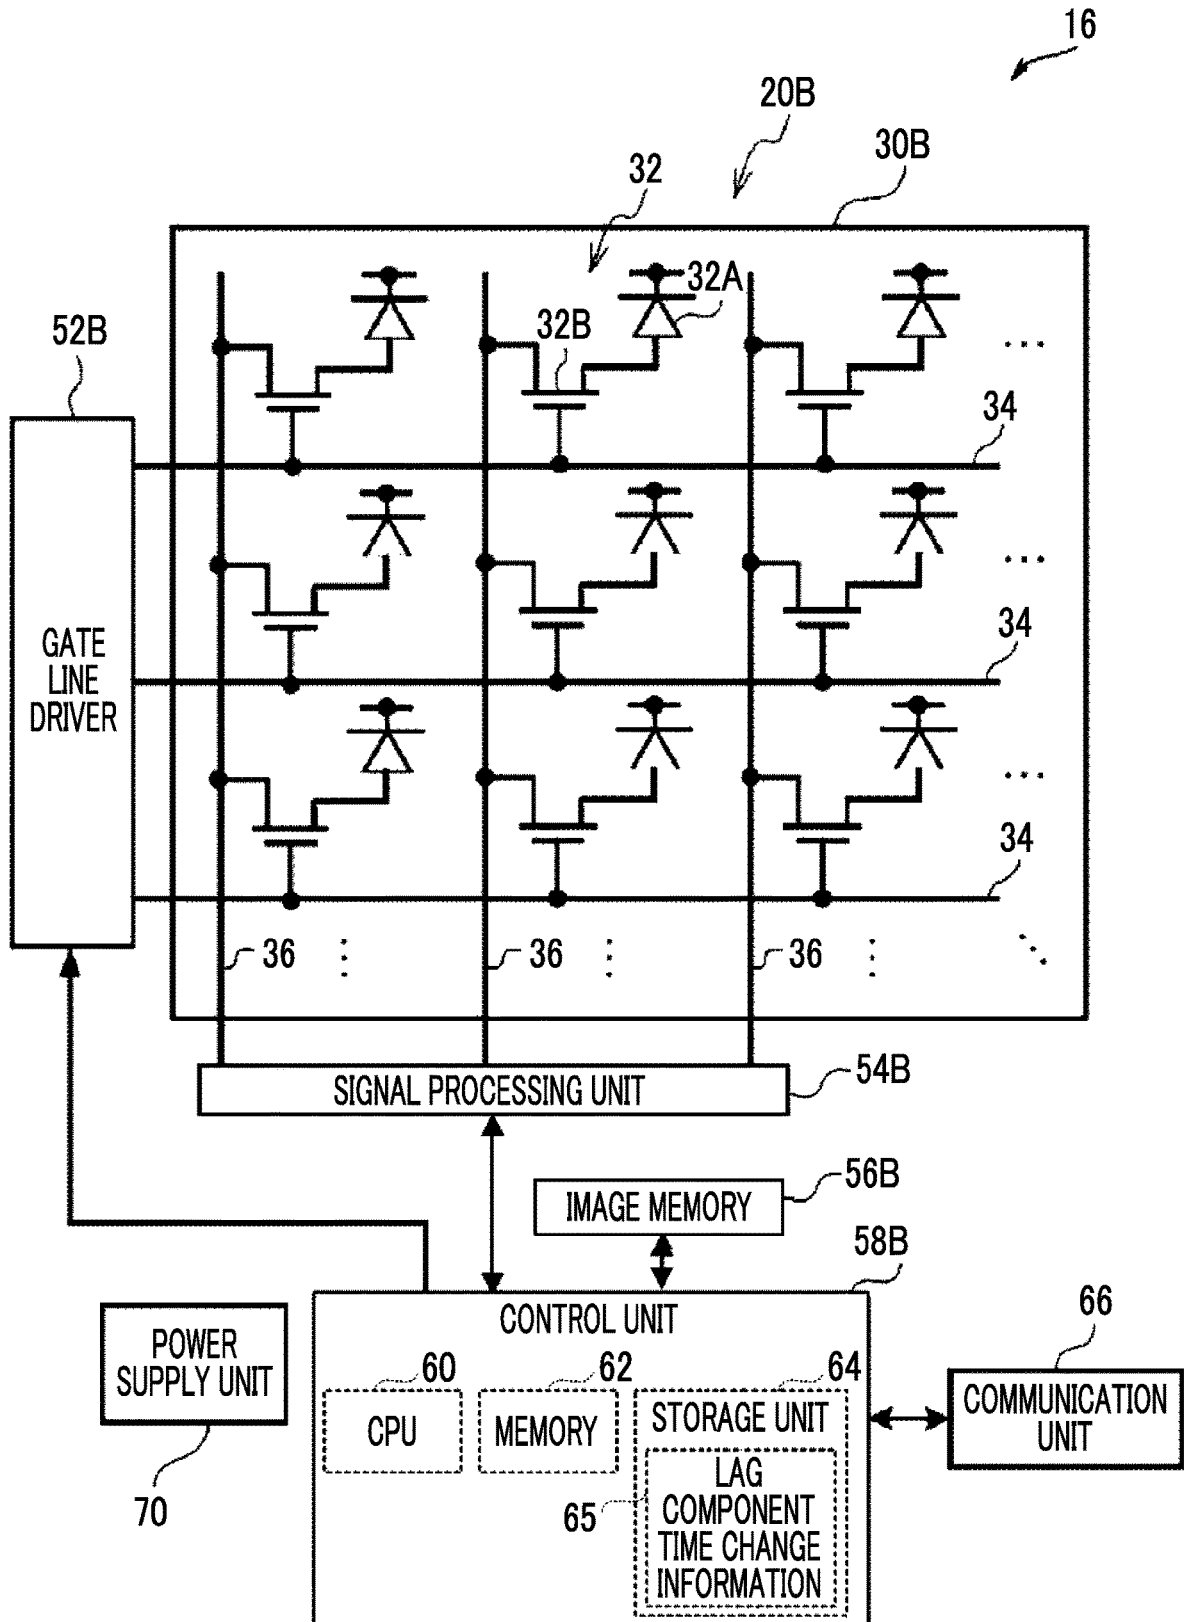 16
20B
30B
32
32A
32B
52B
34
GATE
LINE
DRIVER
34
34
36
36
36
SIGNAL PROCESSING UNIT
54B
IMAGE MEMORY
56B
58B
CONTROL UNIT
POWER
SUPPLY UNIT
70
60
CPU
62
MEMORY
64
STORAGE UNIT
65
LAG
COMPONENT
TIME CHANGE
INFORMATION
66
COMMUNICATION
UNIT